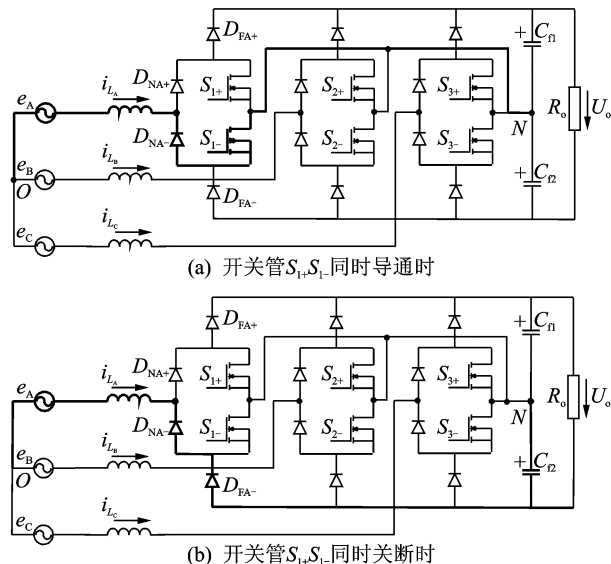 D_FA+
C_f1
+
D_NA+
S_1+
S_2+
S_3+
i_LA
e_A
D_NA−
S_1−
S_2−
S_3−
N
R_o
U_o
i_LB
e_B
O
D_FA−
+
C_f2
i_LC
e_C
(a) 开关管S_1+S_1−同时导通时
D_FA+
+
C_f1
D_NA+
S_1+
S_2+
S_3+
i_LA
e_A
D_NA−
S_1−
S_2−
S_3−
N
R_o
U_o
i_LB
e_B
O
D_FA−
+
C_f2
i_LC
e_C
(b) 开关管S_1+S_1−同时关断时